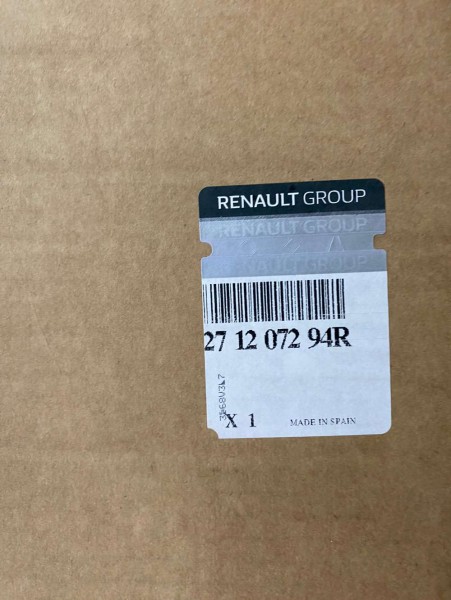 RENAULT GROUP
RENAULT GROUP
RENAULT GROUP
27 12 072 94R
X 1
MADE IN SPAIN